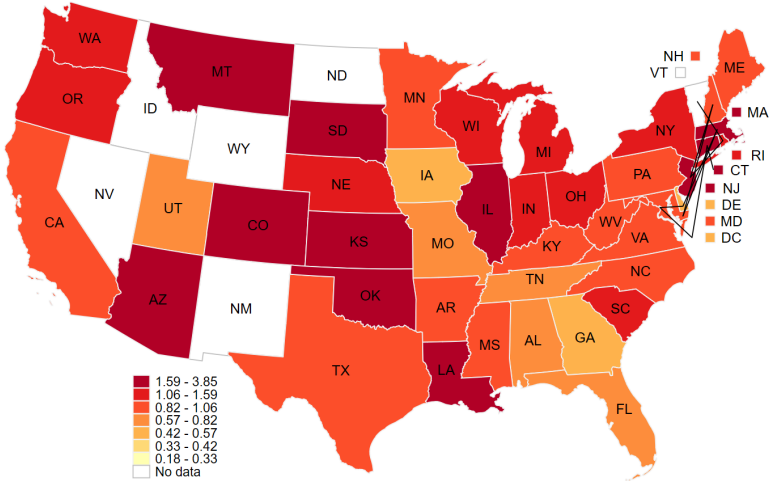 WA
OR
CA
ID
NV
MT
WY
UT
AZ
CO
NM
ND
SD
NE
KS
OK
TX
MN
IA
MO
AR
LA
WI
IL
MI
IN
OH
KY
TN
MS
AL
GA
FL
SC
NC
VA
WV
PA
NY
ME
NH
VT
MA
RI
CT
NJ
DE
MD
DC
1.59 - 3.85
1.06 - 1.59
0.82 - 1.06
0.57 - 0.82
0.42 - 0.57
0.33 - 0.42
0.18 - 0.33
No data